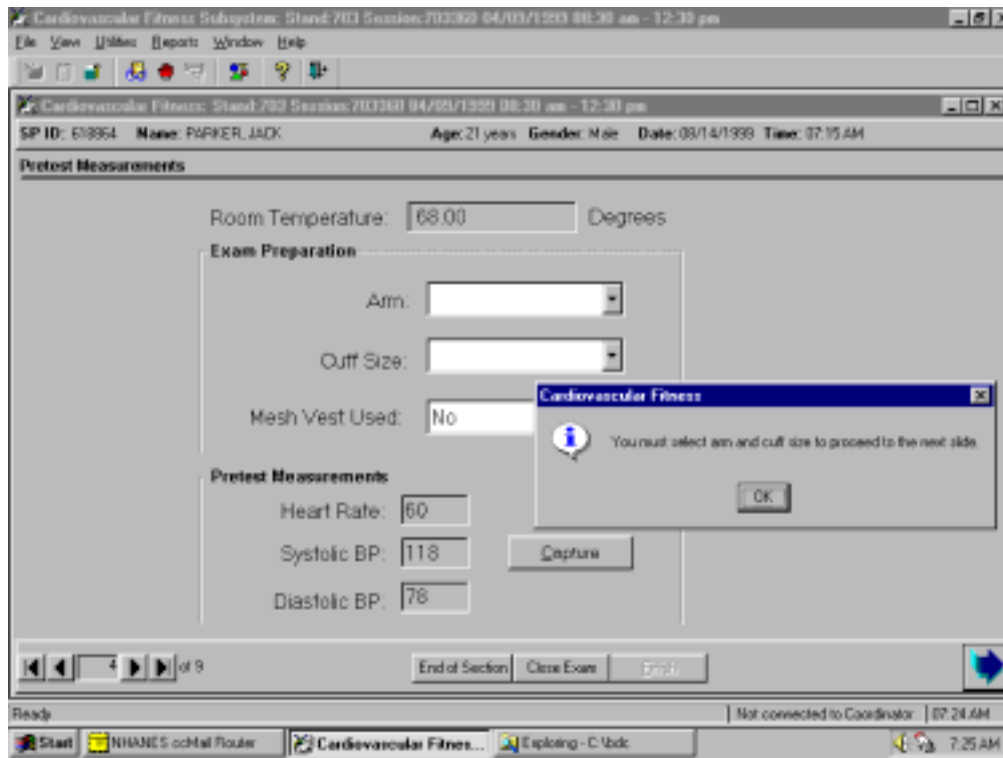 Cardiovascular Fitness Subsystem: Stand:703 Session:703360 04/09/1999 08:30 am - 12:30 pm
File View Utilities Reports Window Help
Cardiovascular Fitness: Stand:703 Session:703360 04/09/1999 08:30 am - 12:30 pm
SP ID: 618964 Name: PARKER, JACK Age: 21 years Gender: Male Date: 09/14/1999 Time: 07:15 AM
Pretest Measurements
Room Temperature: 68.00 Degrees
Exam Preparation
Arm:
Cuff Size:
Cardiovascular Fitness
Mesh Vest Used: No
You must select arm and cuff size to proceed to the next slide.
OK
Pretest Measurements
Heart Rate: 60
Systolic BP: 118 Capture
Diastolic BP: 78
4 of 9 End of Section Close Exam Finish
Ready Not connected to Coordinator 07:24 AM
Start NHANES ccMail Router Cardiovascular Fitnes... Exploring - C:\bdc 7:25 AM